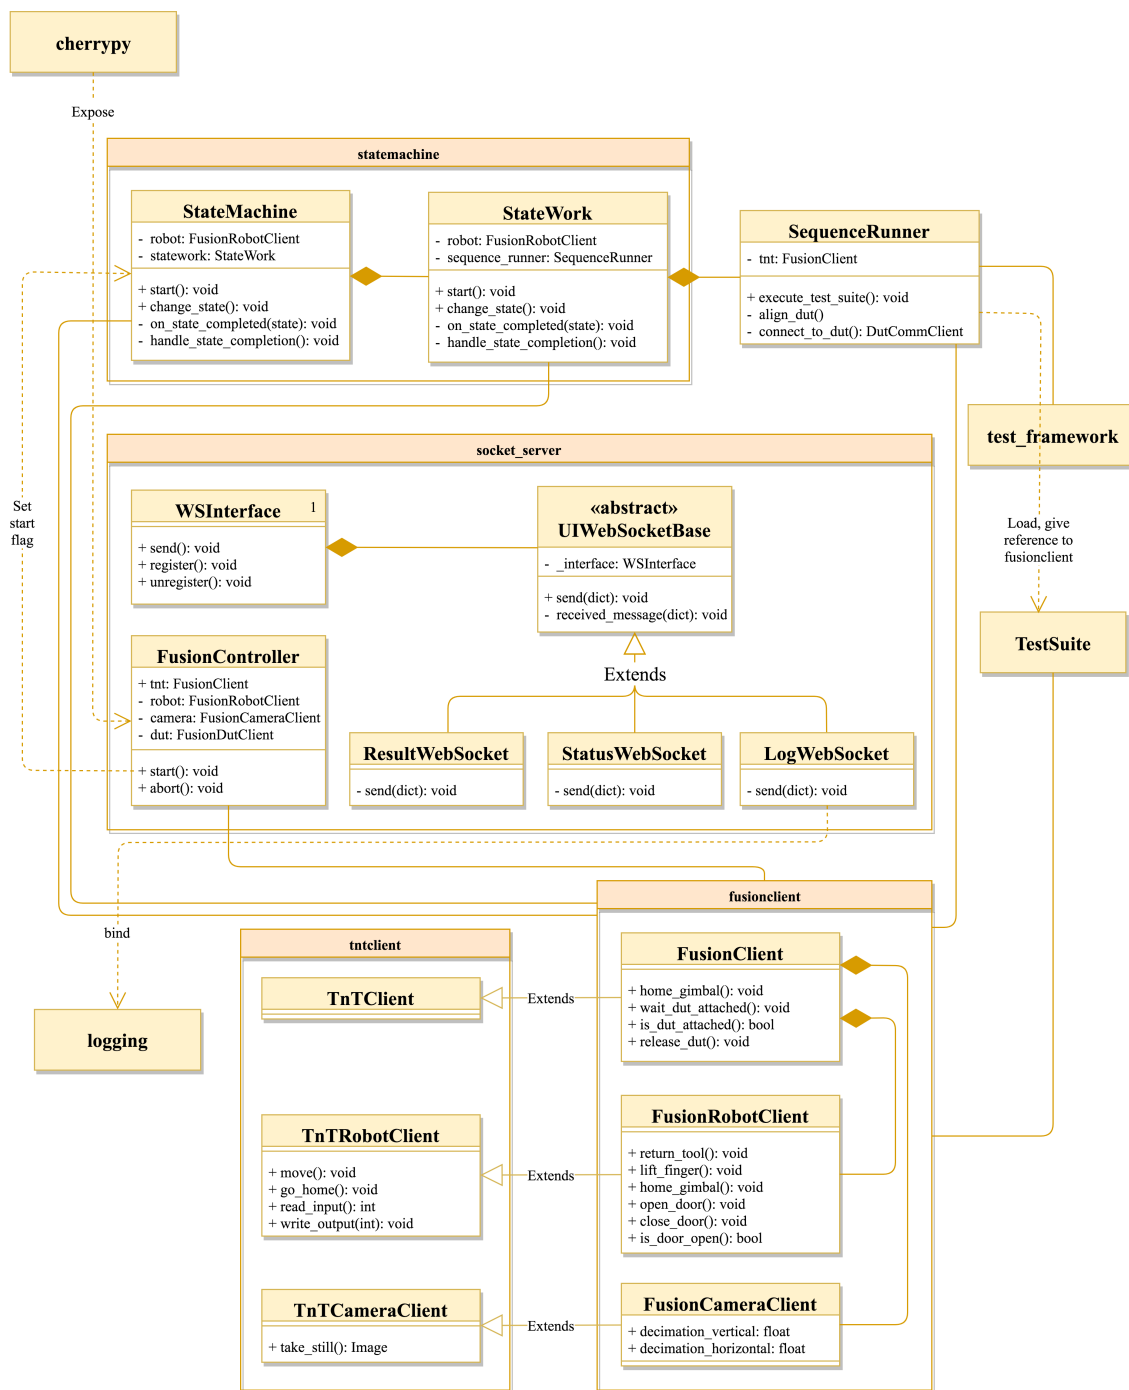 cherrypy
Expose
statemachine
StateMachine
- robot: FusionRobotClient
- statework: StateWork
+ start(): void
+ change_state(): void
- on_state_completed(state): void
- handle_state_completion(): void
StateWork
- robot: FusionRobotClient
- sequence_runner: SequenceRunner
+ start(): void
+ change_state(): void
- on_state_completed(state): void
- handle_state_completion(): void
SequenceRunner
- tnt: FusionClient
+ execute_test_suite(): void
- align_dut()
- connect_to_dut(): DutCommClient
test_framework
Set
start
flag
Load, give
reference to
fusionclient
TestSuite
socket_server
WSInterface
1
+ send(): void
+ register(): void
+ unregister(): void
«abstract»
UIWebSocketBase
- _interface: WSInterface
+ send(dict): void
- received_message(dict): void
Extends
FusionController
+ tnt: FusionClient
- robot: FusionRobotClient
- camera: FusionCameraClient
- dut: FusionDutClient
+ start(): void
+ abort(): void
ResultWebSocket
- send(dict): void
StatusWebSocket
- send(dict): void
LogWebSocket
- send(dict): void
bind
logging
tntclient
TnTClient
TnTRobotClient
+ move(): void
+ go_home(): void
+ read_input(): int
+ write_output(int): void
TnTCameraClient
+ take_still(): Image
Extends
Extends
Extends
fusionclient
FusionClient
+ home_gimbal(): void
+ wait_dut_attached(): void
+ is_dut_attached(): bool
+ release_dut(): void
FusionRobotClient
+ return_tool(): void
+ lift_finger(): void
+ home_gimbal(): void
+ open_door(): void
+ close_door(): void
+ is_door_open(): bool
FusionCameraClient
+ decimation_vertical: float
+ decimation_horizontal: float